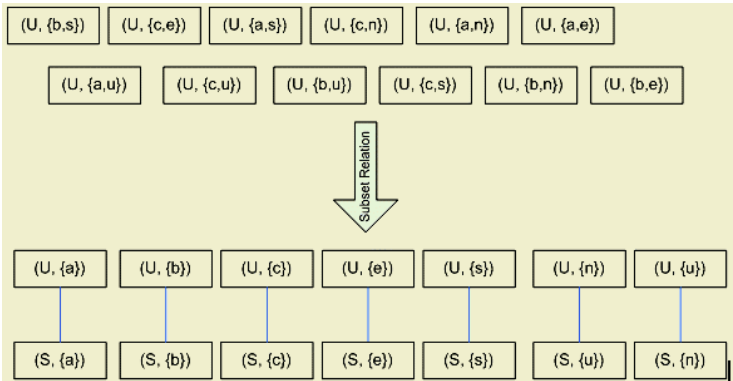 (U, {b,s}) (U, {c,e}) (U, {a,s}) (U, {c,n}) (U, {a,n}) (U, {a,e})
(U, {a,u}) (U, {c,u}) (U, {b,u}) (U, {c,s}) (U, {b,n}) (U, {b,e})
Subset Relation
(U, {a}) (U, {b}) (U, {c}) (U, {e}) (U, {s}) (U, {n}) (U, {u})
(S, {a}) (S, {b}) (S, {c}) (S, {e}) (S, {s}) (S, {u}) (S, {n})